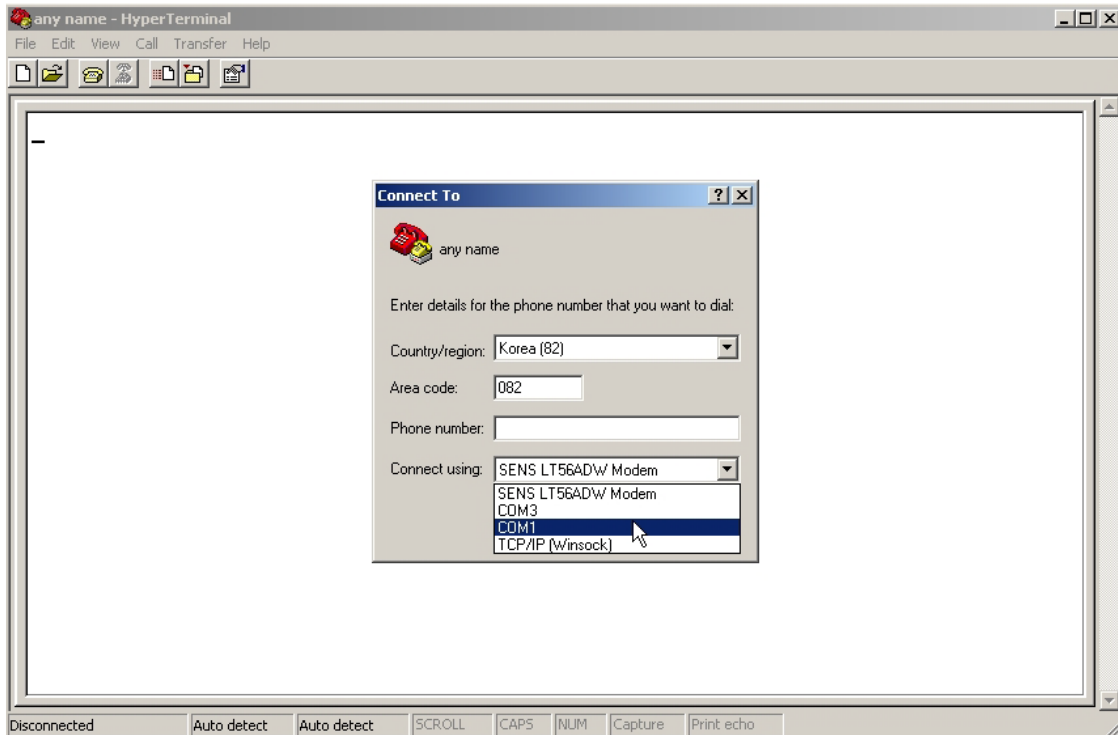 any name - HyperTerminal
File Edit View Call Transfer Help
Connect To
any name
Enter details for the phone number that you want to dial:
Country/region: Korea (82)
Area code: 082
Phone number:
Connect using: SENS LT56ADW Modem
SENS LT56ADW Modem
COM3
COM1
TCP/IP (Winsock)
Disconnected Auto detect Auto detect SCROLL CAPS NUM Capture Print echo